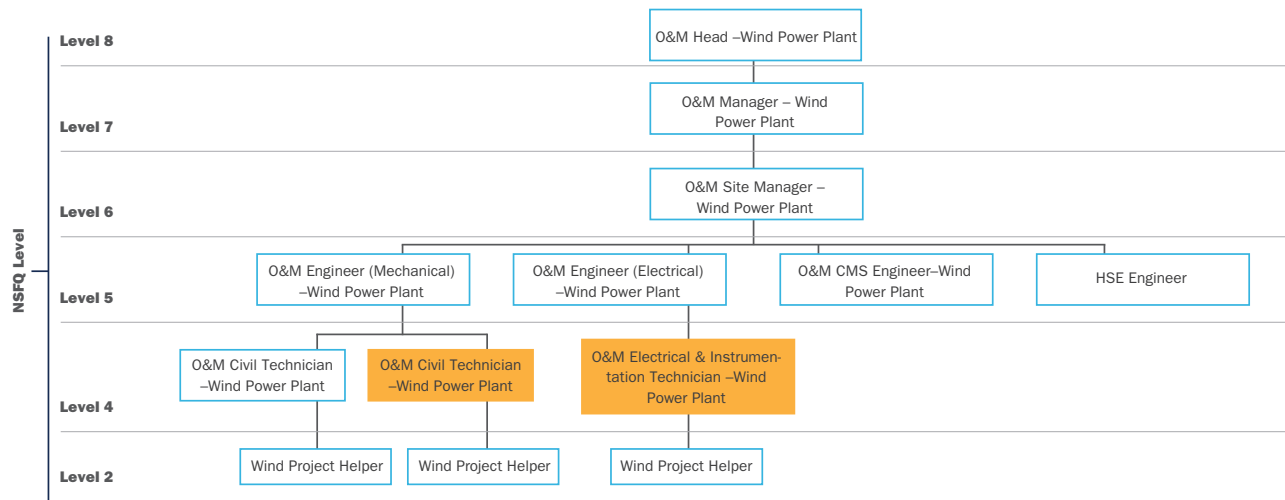 NSFQ Level
Level 8
O&M Head –Wind Power Plant
Level 7
O&M Manager – Wind
Power Plant
Level 6
O&M Site Manager –
Wind Power Plant
Level 5
O&M Engineer (Mechanical)
–Wind Power Plant
O&M Engineer (Electrical)
–Wind Power Plant
O&M CMS Engineer–Wind
Power Plant
HSE Engineer
Level 4
O&M Civil Technician
–Wind Power Plant
O&M Civil Technician
–Wind Power Plant
O&M Electrical & Instrumen-
tation Technician –Wind
Power Plant
Level 2
Wind Project Helper
Wind Project Helper
Wind Project Helper